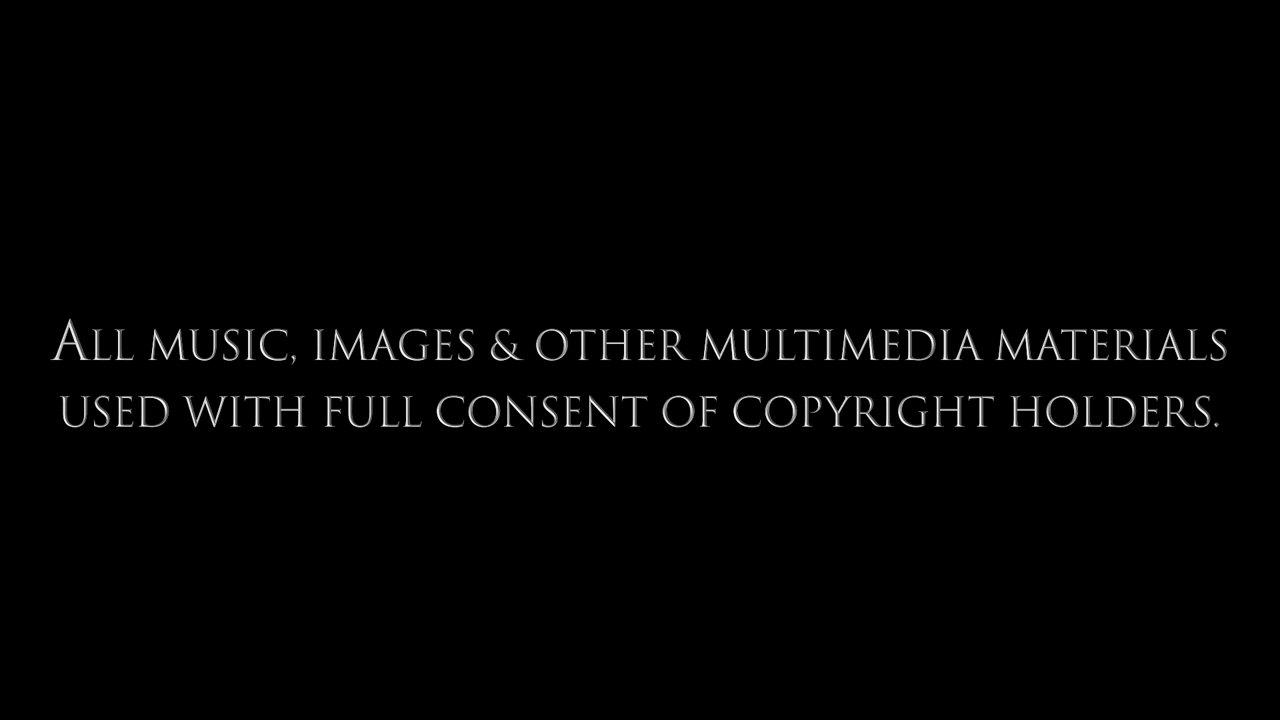 All music, images & other multimedia materials
used with full consent of copyright holders.